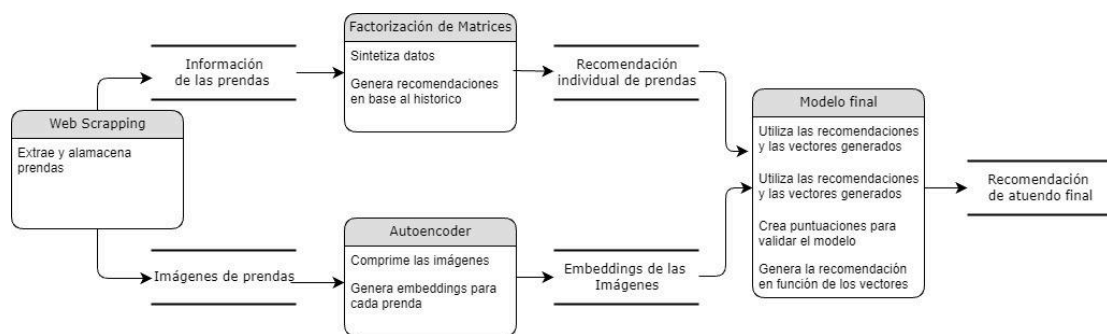 Web Scrapping
Extrae y alamacena
prendas
Información
de las prendas
Factorización de Matrices
Sintetiza datos
Genera recomendaciones
en base al historico
Recomendación
individual de prendas
Imágenes de prendas
Autoencoder
Comprime las imágenes
Genera embeddings para
cada prenda
Embeddings de las
Imágenes
Modelo final
Utiliza las recomendaciones
y las vectores generados
Utiliza las recomendaciones
y las vectores generados
Crea puntuaciones para
validar el modelo
Genera la recomendación
en función de los vectores
Recomendación
de atuendo final